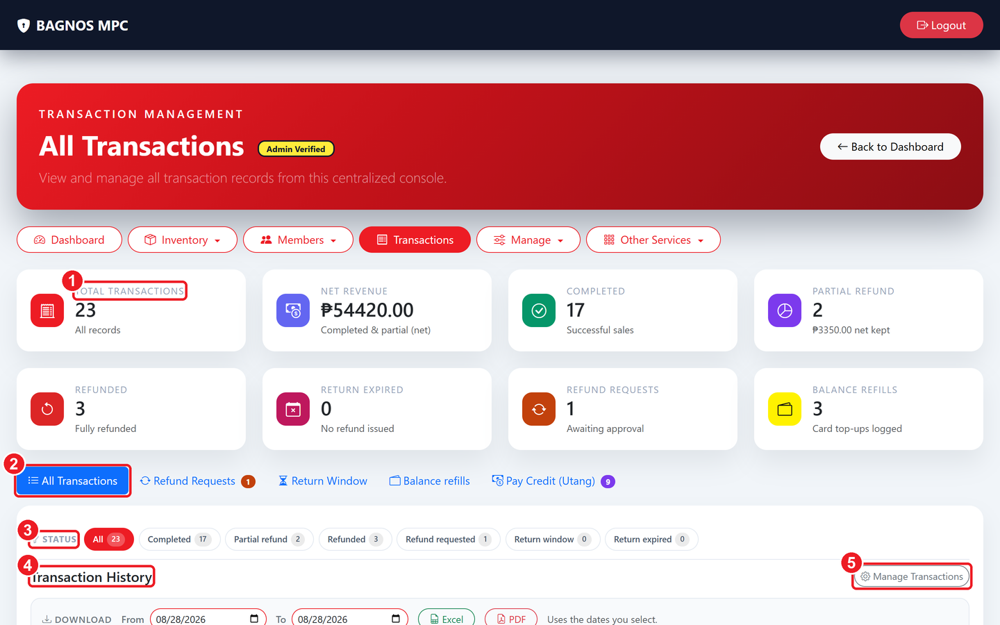 BAGNOS MPC
Logout
TRANSACTION MANAGEMENT
All Transactions
Admin Verified
View and manage all transaction records from this centralized console.
← Back to Dashboard
Dashboard
Inventory
Members
Transactions
Manage
Other Services
1
TOTAL TRANSACTIONS
23
All records
NET REVENUE
₱54420.00
Completed & partial (net)
COMPLETED
17
Successful sales
PARTIAL REFUND
2
₱3350.00 net kept
REFUNDED
3
Fully refunded
RETURN EXPIRED
0
No refund issued
REFUND REQUESTS
1
Awaiting approval
BALANCE REFILLS
3
Card top-ups logged
2
All Transactions
Refund Requests 1
Return Window
Balance refills
Pay Credit (Utang) 9
3
STATUS
All 23
Completed 17
Partial refund 2
Refunded 3
Refund requested 1
Return window 0
Return expired 0
4
Transaction History
5
Manage Transactions
DOWNLOAD From 08/28/2026 To 08/28/2026 Excel PDF Uses the dates you select.